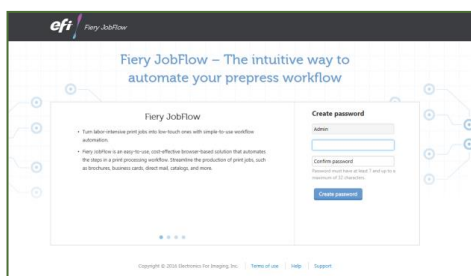 efi Fiery JobFlow
Fiery JobFlow – The intuitive way to
automate your prepress workflow
Fiery JobFlow
• Turn labor-intensive print jobs into low-touch ones with simple-to-use workflow
automation.
• Fiery JobFlow is an easy-to-use, cost-effective browser-based solution that automates
the steps in a print processing workflow. Streamline the production of print jobs, such
as brochures, business cards, direct mail, catalogs, and more.
Create password
Admin
Confirm password
Password must have at least 7 and up to a
maximum of 32 characters.
Create password
Copyright © 2016 Electronics For Imaging, Inc. | Terms of use | Help | Support